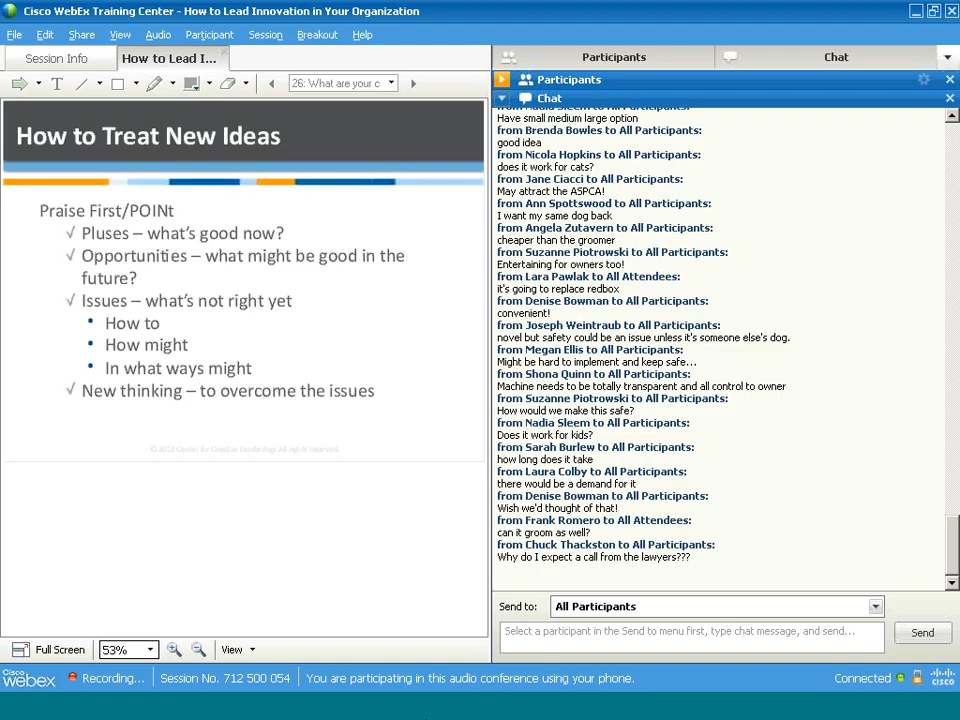 Cisco WebEx Training Center - How to Lead Innovation in Your Organization
File Edit Share View Audio Participant Session Breakout Help
Session Info How to Lead I...
26: What are your c
How to Treat New Ideas
Praise First/POINt
√ Pluses – what's good now?
√ Opportunities – what might be good in the
future?
√ Issues – what's not right yet
• How to
• How might
• In what ways might
√ New thinking – to overcome the issues
© 2012 Center for Creative Leadership. All rights reserved.
Full Screen 53% View
Participants Chat
Participants
Chat
Have small medium large option
from Brenda Bowles to All Participants:
good idea
from Nicola Hopkins to All Participants:
does it work for cats?
from Jane Ciacci to All Participants:
May attract the ASPCA!
from Ann Spottswood to All Participants:
I want my same dog back
from Angela Zutavern to All Participants:
cheaper than the groomer
from Suzanne Piotrowski to All Participants:
Entertaining for owners too!
from Lara Pawlak to All Attendees:
it's going to replace redbox
from Denise Bowman to All Participants:
convenient!
from Joseph Weintraub to All Participants:
novel but safety could be an issue unless it's someone else's dog.
from Megan Ellis to All Participants:
Might be hard to implement and keep safe...
from Shona Quinn to All Participants:
Machine needs to be totally transparent and all control to owner
from Suzanne Piotrowski to All Participants:
How would we make this safe?
from Nadia Sleem to All Participants:
Does it work for kids?
from Sarah Burlew to All Participants:
how long does it take
from Laura Colby to All Participants:
there would be a demand for it
from Denise Bowman to All Participants:
Wish we'd thought of that!
from Frank Romero to All Attendees:
can it groom as well?
from Chuck Thackston to All Participants:
Why do I expect a call from the lawyers???
Send to: All Participants
Select a participant in the Send to menu first, type chat message, and send...
Send
Cisco webex Recording... Session No. 712 500 054 You are participating in this audio conference using your phone. Connected cisco